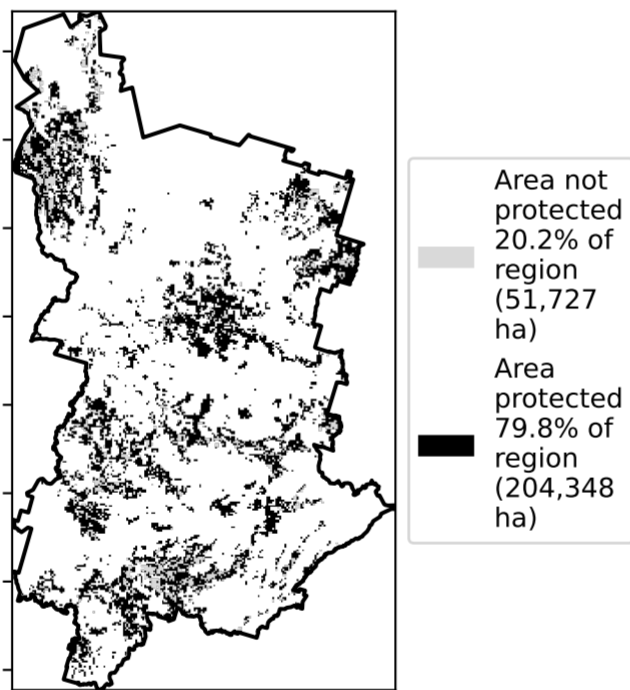 Area not
protected
20.2% of
region
(51,727
ha)
Area
protected
79.8% of
region
(204,348
ha)